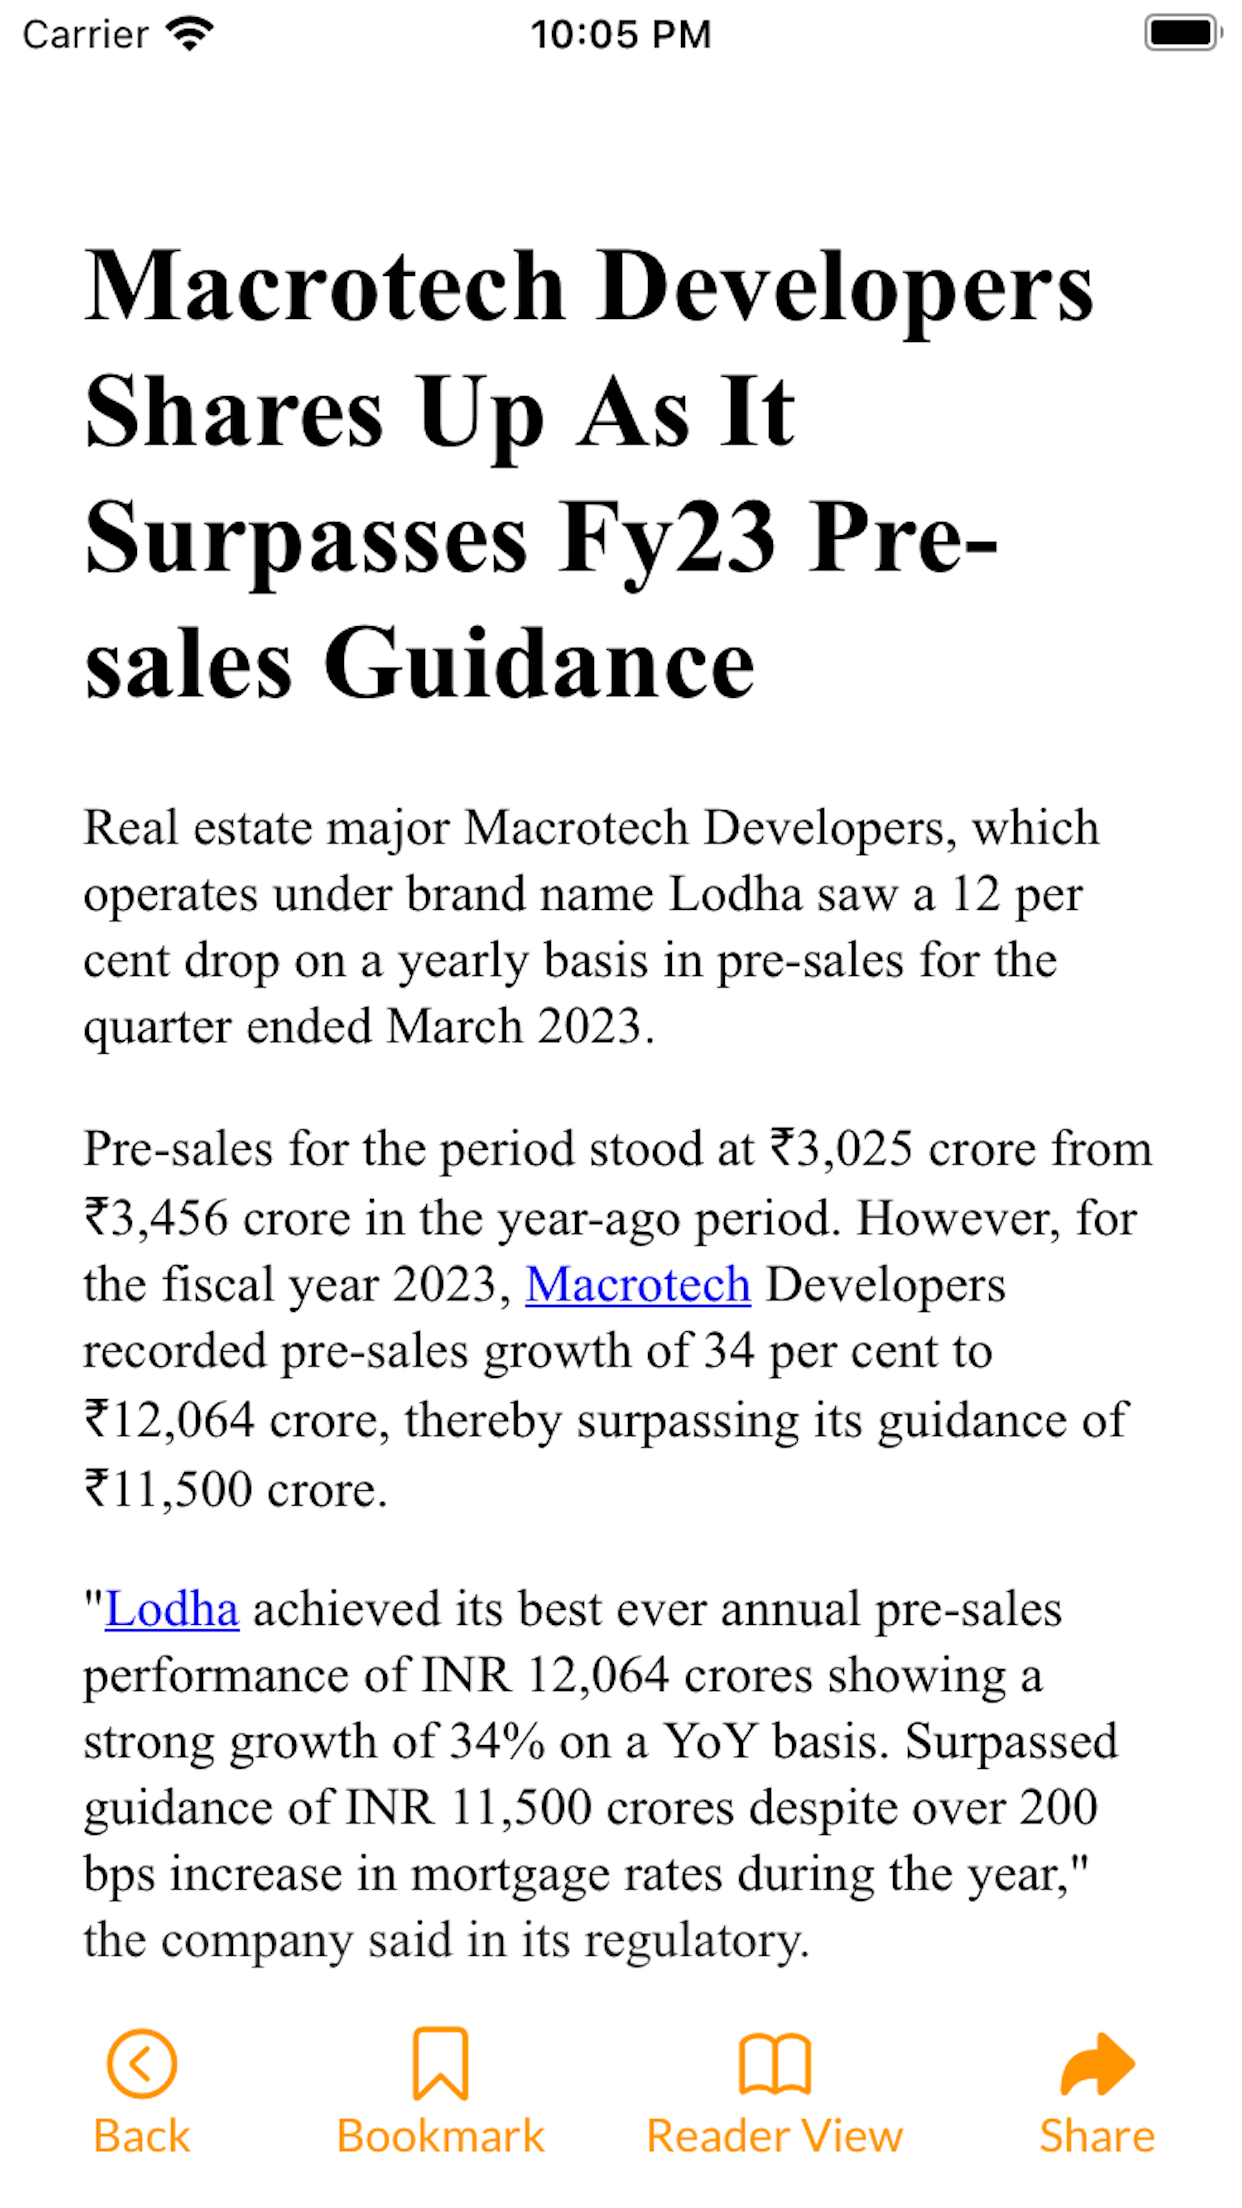 Carrier 10:05 PM
Macrotech Developers
Shares Up As It
Surpasses Fy23 Pre-
sales Guidance
Real estate major Macrotech Developers, which
operates under brand name Lodha saw a 12 per
cent drop on a yearly basis in pre-sales for the
quarter ended March 2023.
Pre-sales for the period stood at ₹3,025 crore from
₹3,456 crore in the year-ago period. However, for
the fiscal year 2023, Macrotech Developers
recorded pre-sales growth of 34 per cent to
₹12,064 crore, thereby surpassing its guidance of
₹11,500 crore.
"Lodha achieved its best ever annual pre-sales
performance of INR 12,064 crores showing a
strong growth of 34% on a YoY basis. Surpassed
guidance of INR 11,500 crores despite over 200
bps increase in mortgage rates during the year,"
the company said in its regulatory.
Back Bookmark Reader View Share